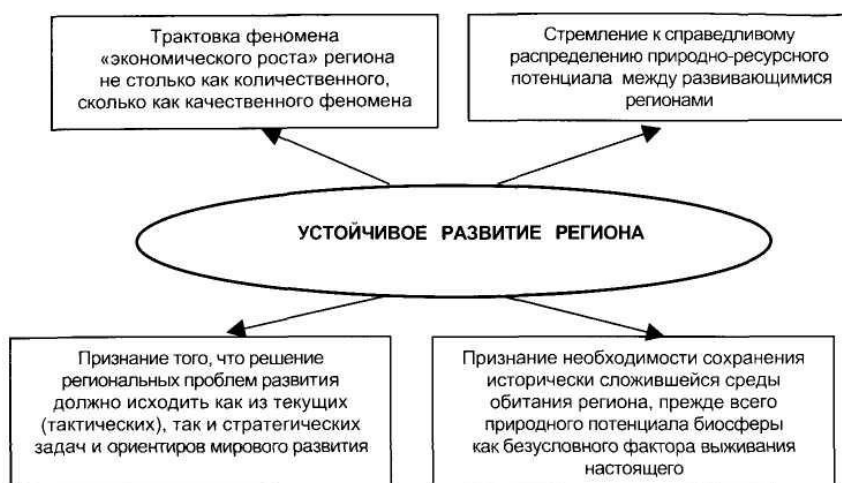 Трактовка феномена
«экономического роста» региона
не столько как количественного,
сколько как качественного феномена
Стремление к справедливому
распределению природно-ресурсного
потенциала между развивающимися
регионами
УСТОЙЧИВОЕ РАЗВИТИЕ РЕГИОНА
Признание того, что решение
региональных проблем развития
должно исходить как из текущих
(тактических), так и стратегических
задач и ориентиров мирового развития
Признание необходимости сохранения
исторически сложившейся среды
обитания региона, прежде всего
природного потенциала биосферы
как безусловного фактора выживания
настоящего